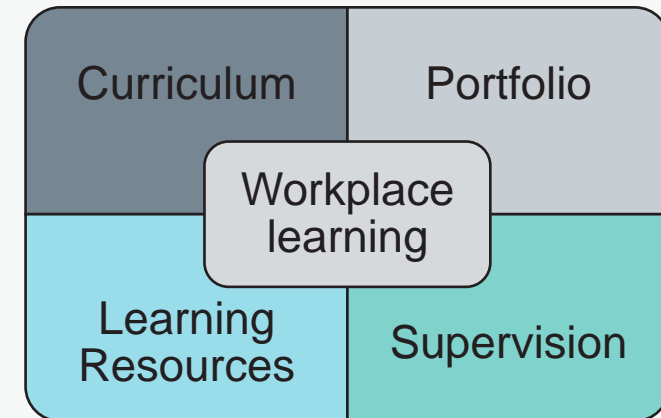 Curriculum
Portfolio
Workplace
learning
Learning
Resources
Supervision